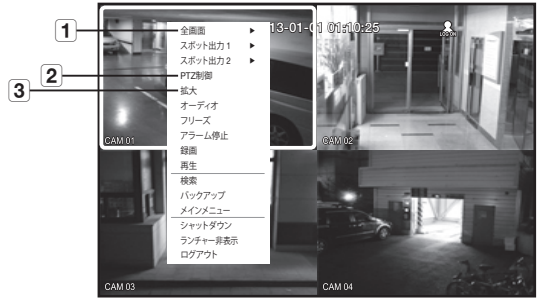 1
2
3
13-01-01 01:10:25
LOG ON
全画面 ▶
スポット出力 1 ▶
スポット出力 2 ▶
PTZ制御
拡大
オーディオ
フリーズ
アラーム停止
録画
再生
検索
バックアップ
メインメニュー
シャットダウン
ランチャー非表示
ログアウト
CAM 01
CAM 02
CAM 03
CAM 04